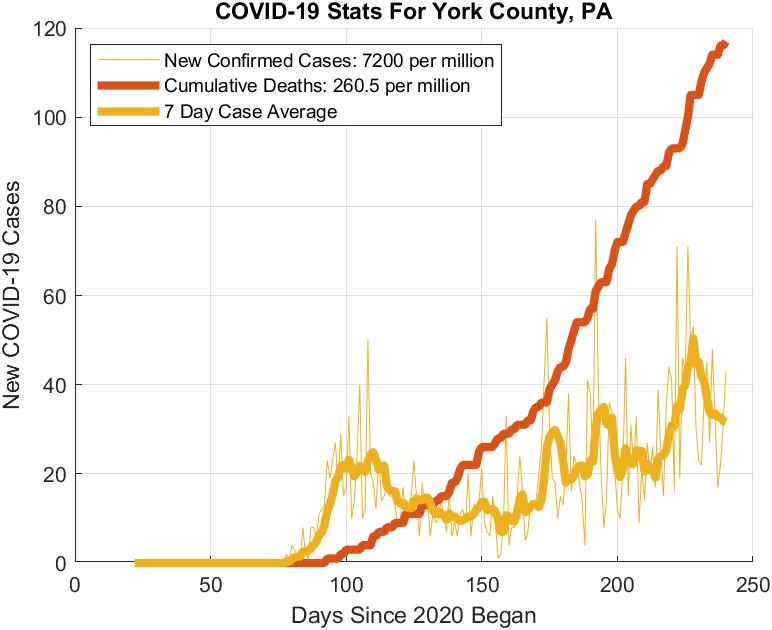 COVID-19 Stats For York County, PA
120
New Confirmed Cases: 7200 per million
Cumulative Deaths: 260.5 per million
7 Day Case Average
100
80
60
40
20
0
New COVID-19 Cases
0 50 100 150 200 250
Days Since 2020 Began